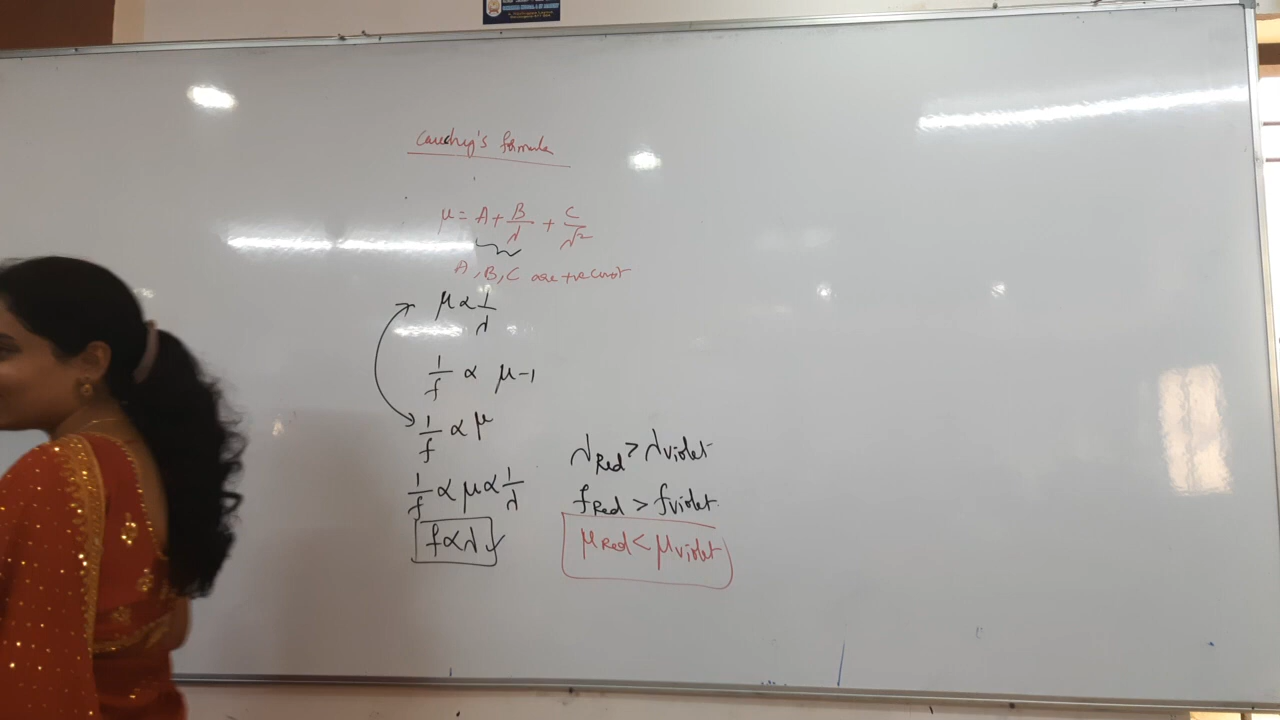 Cauchy's formula
μ = A + B/λ + C/λ²
A, B, C are +ve const
μ ∝ 1/λ
1/f ∝ μ-1
1/f ∝ μ
1/f ∝ μ ∝ 1/λ
f ∝ λ
λRed > λviolet
fRed > fviolet
μRed < μviolet